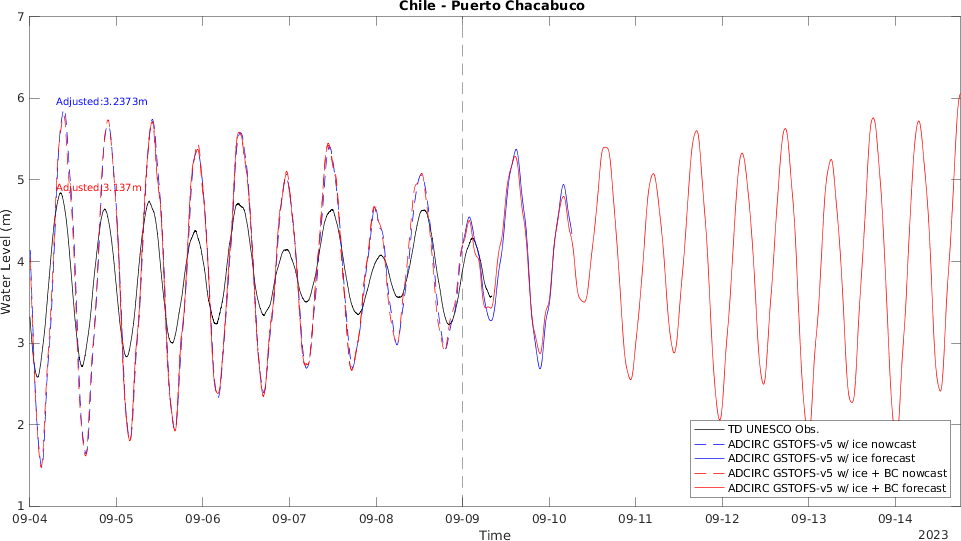 Chile - Puerto Chacabuco
Water Level (m)
7
6
5
4
3
2
1
Adjusted:3.2373m
Adjusted:3.137m
TD UNESCO Obs.
ADCIRC GSTOFS-v5 w/ ice nowcast
ADCIRC GSTOFS-v5 w/ ice forecast
ADCIRC GSTOFS-v5 w/ ice + BC nowcast
ADCIRC GSTOFS-v5 w/ ice + BC forecast
09-04 09-05 09-06 09-07 09-08 09-09 09-10 09-11 09-12 09-13 09-14
Time
2023